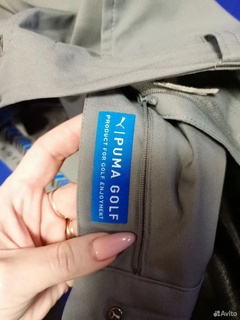 PUMA GOLF
PRODUCT FOR GOLF ENJOYMENT
Avito